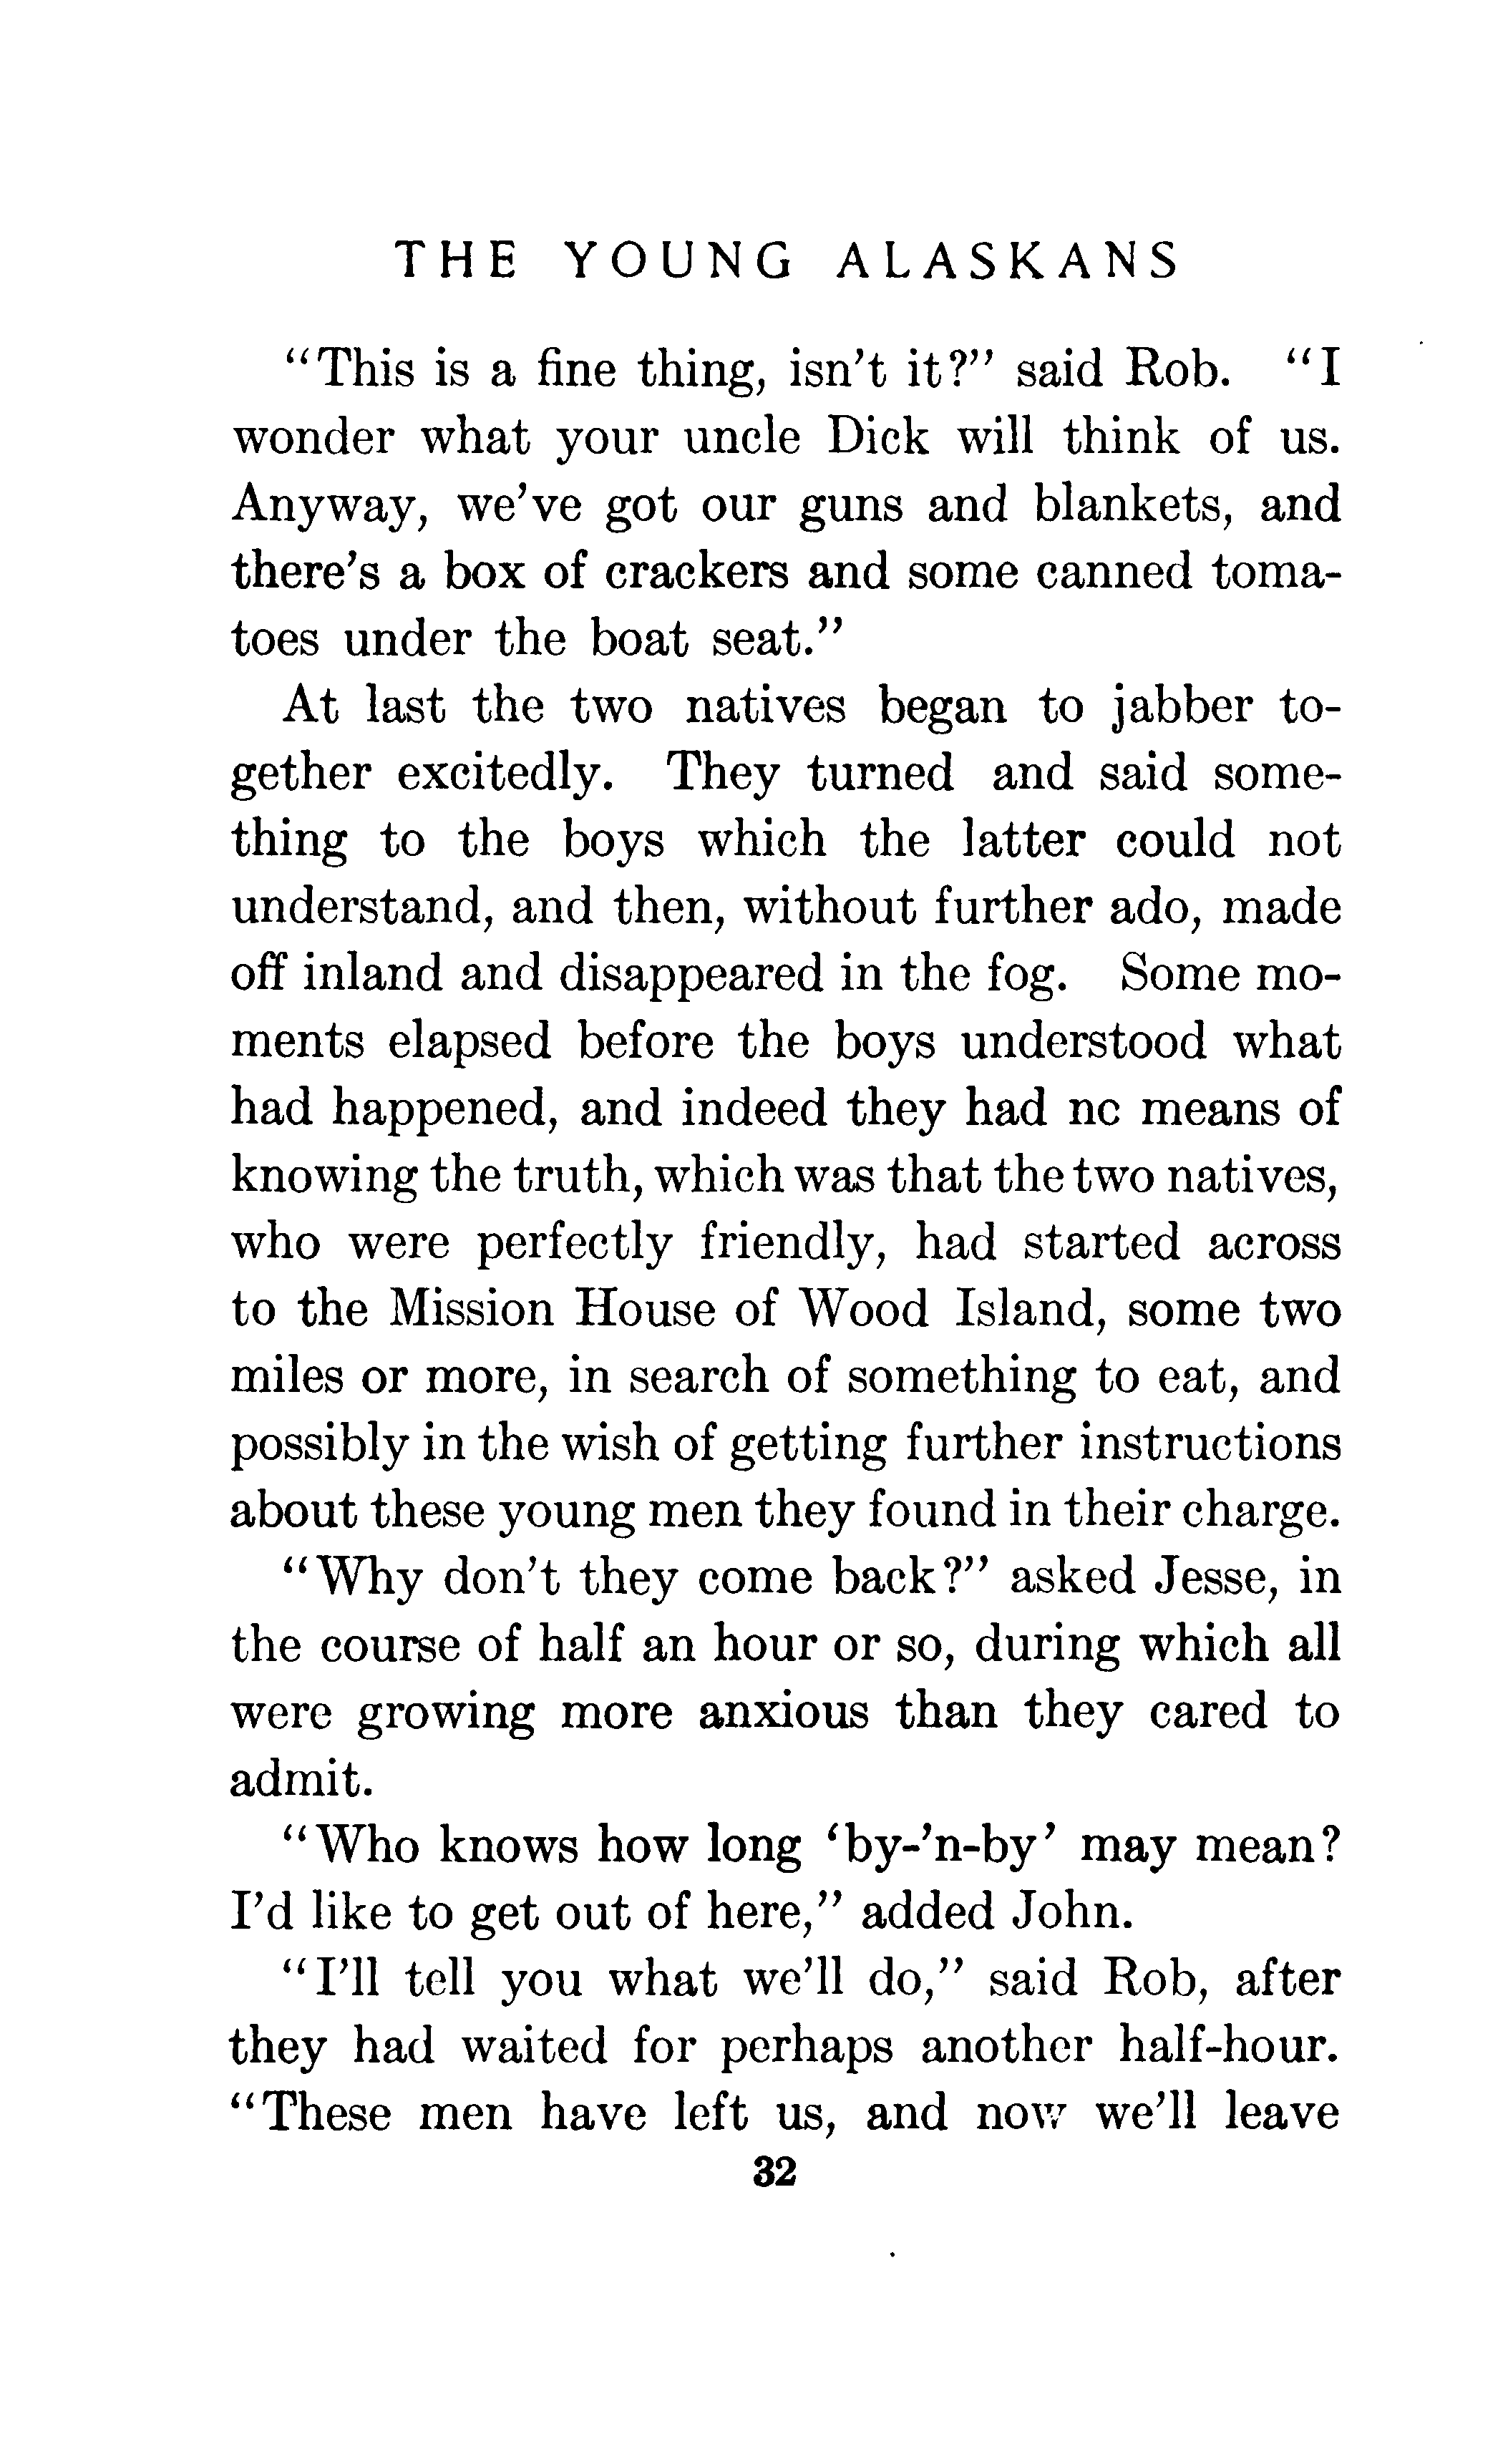 THE YOUNG ALASKANS
“This is a fine thing, isn’t it?” said Rob. “I
wonder what your uncle Dick will think of us.
Anyway, we’ve got our guns and blankets, and
there’s a box of crackers and some canned toma-
toes under the boat seat.”
At last the two natives began to jabber to-
gether excitedly. They turned and said some-
thing to the boys which the latter could not
understand, and then, without further ado, made
off inland and disappeared in the fog. Some mo-
ments elapsed before the boys understood what
had happened, and indeed they had nc means of
knowing the truth, which was that the two natives,
who were perfectly friendly, had started across
to the Mission House of Wood Island, some two
miles or more, in search of something to eat, and
possibly in the wish of getting further instructions
about these young men they found in their charge.
“Why don’t they come back?” asked Jesse, in
the course of half an hour or so, during which all
were growing more anxious than they cared to
admit.
“Who knows how long ‘by-’n-by’ may mean?
I’d like to get out of here,” added John.
“I’ll tell you what we’ll do,” said Rob, after
they had waited for perhaps another half-hour.
“These men have left us, and now we’ll leave
32